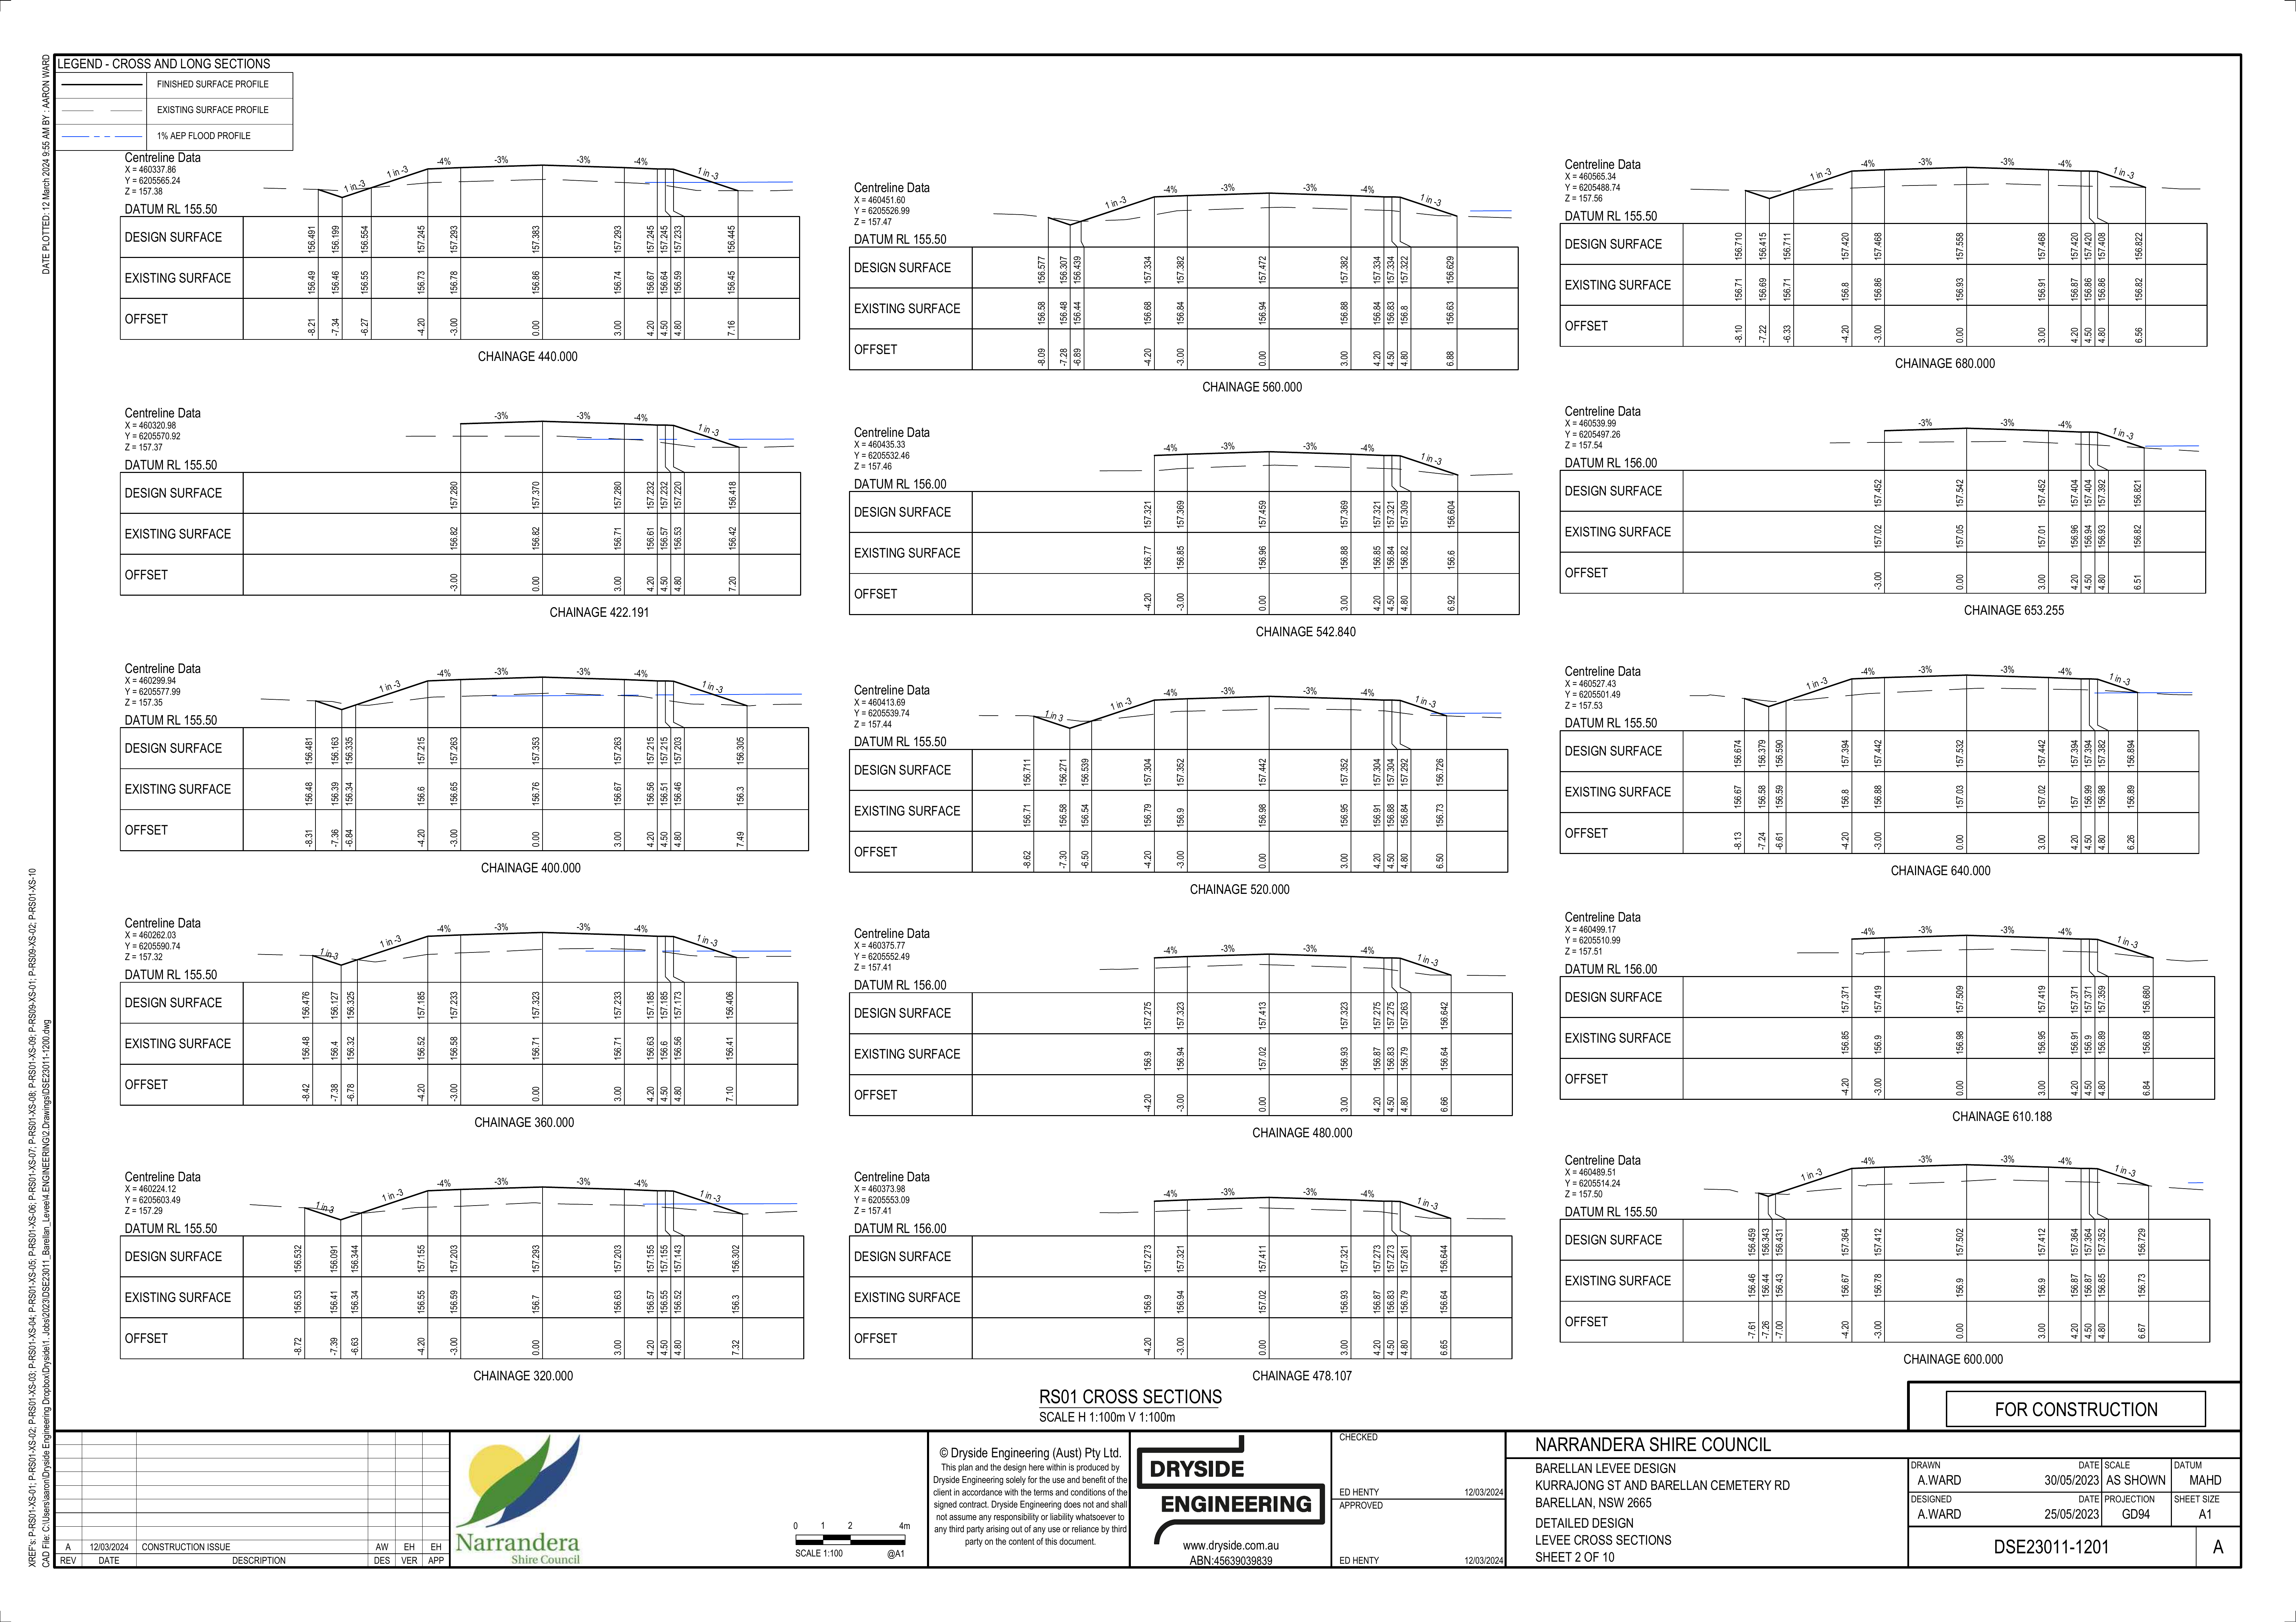 LEGEND - CROSS AND LONG SECTIONS
FINISHED SURFACE PROFILE
EXISTING SURFACE PROFILE
1% AEP FLOOD PROFILE
DATE PLOTTED: 12 March 2024 9:55 AM BY : AARON WARD
XREF's: P-RS01-XS-01; P-RS01-XS-02; P-RS01-XS-03; P-RS01-XS-04; P-RS01-XS-05; P-RS01-XS-06; P-RS01-XS-07; P-RS01-XS-08; P-RS01-XS-09; P-RS09-XS-01; P-RS09-XS-02; P-RS01-XS-10
CAD File: C:\Users\aaron\Dryside Engineering Dropbox\Dryside\1. Jobs\2023\DSE23011_Barellan_Levee\4.ENGINEERING\2.Drawings\DSE23011-1200.dwg
Centreline Data
X = 460337.86
Y = 6205565.24
Z = 157.38
DATUM RL 155.50
1 in -3 1 in -3 -4% -3% -3% -4% 1 in -3
DESIGN SURFACE 156.491 156.199 156.554 157.245 157.293 157.383 157.293 157.245 157.245 157.233 156.445
EXISTING SURFACE 156.49 156.46 156.55 156.73 156.78 156.86 156.74 156.67 156.64 156.59 156.45
OFFSET -8.21 -7.34 -6.27 -4.20 -3.00 0.00 3.00 4.20 4.50 4.80 7.16
CHAINAGE 440.000
Centreline Data
X = 460320.98
Y = 6205570.92
Z = 157.37
DATUM RL 155.50
-3% -3% -4% 1 in -3
DESIGN SURFACE 157.280 157.370 157.280 157.232 157.232 157.220 156.418
EXISTING SURFACE 156.82 156.82 156.71 156.61 156.57 156.53 156.42
OFFSET -3.00 0.00 3.00 4.20 4.50 4.80 7.20
CHAINAGE 422.191
Centreline Data
X = 460299.94
Y = 6205577.99
Z = 157.35
DATUM RL 155.50
1 in -3 -4% -3% -3% -4% 1 in -3
DESIGN SURFACE 156.481 156.163 156.335 157.215 157.263 157.353 157.263 157.215 157.215 157.203 156.305
EXISTING SURFACE 156.48 156.39 156.34 156.6 156.65 156.76 156.67 156.56 156.51 156.46 156.3
OFFSET -8.31 -7.36 -6.84 -4.20 -3.00 0.00 3.00 4.20 4.50 4.80 7.49
CHAINAGE 400.000
Centreline Data
X = 460262.03
Y = 6205590.74
Z = 157.32
DATUM RL 155.50
1 in -3 1 in -3 -4% -3% -3% -4% 1 in -3
DESIGN SURFACE 156.476 156.127 156.325 157.185 157.233 157.323 157.233 157.185 157.185 157.173 156.406
EXISTING SURFACE 156.48 156.4 156.32 156.52 156.58 156.71 156.71 156.63 156.6 156.56 156.41
OFFSET -8.42 -7.38 -6.78 -4.20 -3.00 0.00 3.00 4.20 4.50 4.80 7.10
CHAINAGE 360.000
Centreline Data
X = 460224.12
Y = 6205603.49
Z = 157.29
DATUM RL 155.50
1 in 3 1 in -3 -4% -3% -3% -4% 1 in -3
DESIGN SURFACE 156.532 156.091 156.344 157.155 157.203 157.293 157.203 157.155 157.155 157.143 156.302
EXISTING SURFACE 156.53 156.41 156.34 156.55 156.59 156.7 156.63 156.57 156.55 156.52 156.3
OFFSET -8.72 -7.39 -6.63 -4.20 -3.00 0.00 3.00 4.20 4.50 4.80 7.32
CHAINAGE 320.000
Centreline Data
X = 460451.60
Y = 6205526.99
Z = 157.47
DATUM RL 155.50
1 in -3 -4% -3% -3% -4% 1 in -3
DESIGN SURFACE 156.577 156.307 156.439 157.334 157.382 157.472 157.382 157.334 157.334 157.322 156.629
EXISTING SURFACE 156.58 156.48 156.44 156.68 156.84 156.94 156.88 156.84 156.83 156.8 156.63
OFFSET -8.09 -7.28 -6.89 -4.20 -3.00 0.00 3.00 4.20 4.50 4.80 6.88
CHAINAGE 560.000
Centreline Data
X = 460435.33
Y = 6205532.46
Z = 157.46
DATUM RL 156.00
-4% -3% -3% -4% 1 in -3
DESIGN SURFACE 157.321 157.369 157.459 157.369 157.321 157.321 157.309 156.604
EXISTING SURFACE 156.77 156.85 156.96 156.88 156.85 156.84 156.82 156.6
OFFSET -4.20 -3.00 0.00 3.00 4.20 4.50 4.80 6.92
CHAINAGE 542.840
Centreline Data
X = 460413.69
Y = 6205539.74
Z = 157.44
DATUM RL 155.50
1 in 3 1 in -3 -4% -3% -3% -4% 1 in -3
DESIGN SURFACE 156.711 156.271 156.539 157.304 157.352 157.442 157.352 157.304 157.304 157.292 156.726
EXISTING SURFACE 156.71 156.58 156.54 156.79 156.9 156.98 156.95 156.91 156.88 156.84 156.73
OFFSET -8.62 -7.30 -6.50 -4.20 -3.00 0.00 3.00 4.20 4.50 4.80 6.50
CHAINAGE 520.000
Centreline Data
X = 460375.77
Y = 6205552.49
Z = 157.41
DATUM RL 156.00
-4% -3% -3% -4% 1 in -3
DESIGN SURFACE 157.275 157.323 157.413 157.323 157.275 157.275 157.263 156.642
EXISTING SURFACE 156.9 156.94 157.02 156.93 156.87 156.83 156.79 156.64
OFFSET -4.20 -3.00 0.00 3.00 4.20 4.50 4.80 6.66
CHAINAGE 480.000
Centreline Data
X = 460373.98
Y = 6205553.09
Z = 157.41
DATUM RL 156.00
-4% -3% -3% -4% 1 in -3
DESIGN SURFACE 157.273 157.321 157.411 157.321 157.273 157.273 157.261 156.644
EXISTING SURFACE 156.9 156.94 157.02 156.93 156.87 156.83 156.79 156.64
OFFSET -4.20 -3.00 0.00 3.00 4.20 4.50 4.80 6.65
CHAINAGE 478.107
Centreline Data
X = 460565.34
Y = 6205488.74
Z = 157.56
DATUM RL 155.50
1 in -3 -4% -3% -3% -4% 1 in -3
DESIGN SURFACE 156.710 156.415 156.711 157.420 157.468 157.558 157.468 157.420 157.420 157.408 156.822
EXISTING SURFACE 156.71 156.69 156.71 156.8 156.86 156.93 156.91 156.87 156.86 156.86 156.82
OFFSET -8.10 -7.22 -6.33 -4.20 -3.00 0.00 3.00 4.20 4.50 4.80 6.56
CHAINAGE 680.000
Centreline Data
X = 460539.99
Y = 6205497.26
Z = 157.54
DATUM RL 156.00
-3% -3% -4% 1 in -3
DESIGN SURFACE 157.452 157.542 157.452 157.404 157.404 157.392 156.821
EXISTING SURFACE 157.02 157.05 157.01 156.96 156.94 156.93 156.82
OFFSET -3.00 0.00 3.00 4.20 4.50 4.80 6.51
CHAINAGE 653.255
Centreline Data
X = 460527.43
Y = 6205501.49
Z = 157.53
DATUM RL 155.50
1 in -3 -4% -3% -3% -4% 1 in -3
DESIGN SURFACE 156.674 156.379 156.590 157.394 157.442 157.532 157.442 157.394 157.394 157.382 156.894
EXISTING SURFACE 156.67 156.58 156.59 156.8 156.88 157.03 157.02 157 156.99 156.98 156.89
OFFSET -8.13 -7.24 -6.61 -4.20 -3.00 0.00 3.00 4.20 4.50 4.80 6.26
CHAINAGE 640.000
Centreline Data
X = 460499.17
Y = 6205510.99
Z = 157.51
DATUM RL 156.00
-4% -3% -3% -4% 1 in -3
DESIGN SURFACE 157.371 157.419 157.509 157.419 157.371 157.371 157.359 156.680
EXISTING SURFACE 156.85 156.9 156.98 156.95 156.91 156.9 156.89 156.68
OFFSET -4.20 -3.00 0.00 3.00 4.20 4.50 4.80 6.84
CHAINAGE 610.188
Centreline Data
X = 460489.51
Y = 6205514.24
Z = 157.50
DATUM RL 155.50
1 in -3 -4% -3% -3% -4% 1 in -3
DESIGN SURFACE 156.459 156.343 156.431 157.364 157.412 157.502 157.412 157.364 157.364 157.352 156.729
EXISTING SURFACE 156.46 156.44 156.43 156.67 156.78 156.9 156.9 156.87 156.87 156.85 156.73
OFFSET -7.61 -7.26 -7.00 -4.20 -3.00 0.00 3.00 4.20 4.50 4.80 6.67
CHAINAGE 600.000
RS01 CROSS SECTIONS
SCALE H 1:100m V 1:100m
FOR CONSTRUCTION
A 12/03/2024 CONSTRUCTION ISSUE AW EH EH
REV DATE DESCRIPTION DES VER APP
Narrandera
Shire Council
0 1 2 4m
SCALE 1:100 @A1
© Dryside Engineering (Aust) Pty Ltd.
This plan and the design here within is produced by
Dryside Engineering solely for the use and benefit of the
client in accordance with the terms and conditions of the
signed contract. Dryside Engineering does not and shall
not assume any responsibility or liability whatsoever to
any third party arising out of any use or reliance by third
party on the content of this document.
DRYSIDE
ENGINEERING
www.dryside.com.au
ABN:45639039839
CHECKED
ED HENTY 12/03/2024
APPROVED
ED HENTY 12/03/2024
NARRANDERA SHIRE COUNCIL
BARELLAN LEVEE DESIGN
KURRAJONG ST AND BARELLAN CEMETERY RD
BARELLAN, NSW 2665
DETAILED DESIGN
LEVEE CROSS SECTIONS
SHEET 2 OF 10
DRAWN DATE SCALE DATUM
A.WARD 30/05/2023 AS SHOWN MAHD
DESIGNED DATE PROJECTION SHEET SIZE
A.WARD 25/05/2023 GD94 A1
DSE23011-1201 A